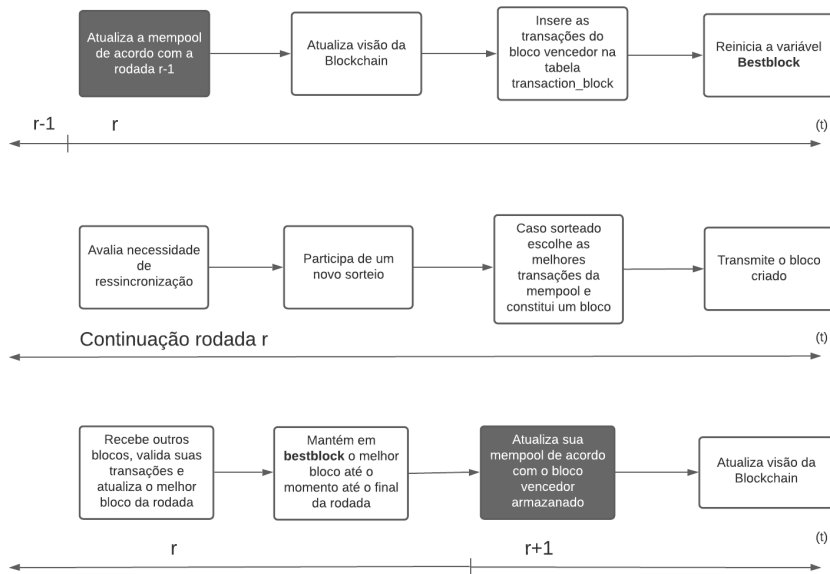 Atualiza a mempool
de acordo com a
rodada r-1
Atualiza visão da
Blockchain
Insere as
transações do
bloco vencedor na
tabela
transaction_block
Reinicia a variável
Bestblock
r-1
r
(t)
Avalia necessidade
de
ressincronização
Participa de um
novo sorteio
Caso sorteado
escolhe as
melhores
transações da
mempool e
constitui um bloco
Transmite o bloco
criado
Continuação rodada r
(t)
Recebe outros
blocos, valida suas
transações e
atualiza o melhor
bloco da rodada
Mantém em
bestblock o melhor
bloco até o
momento até o final
da rodada
Atualiza sua
mempool de acordo
com o bloco
vencedor
armazanado
Atualiza visão da
Blockchain
r
r+1
(t)